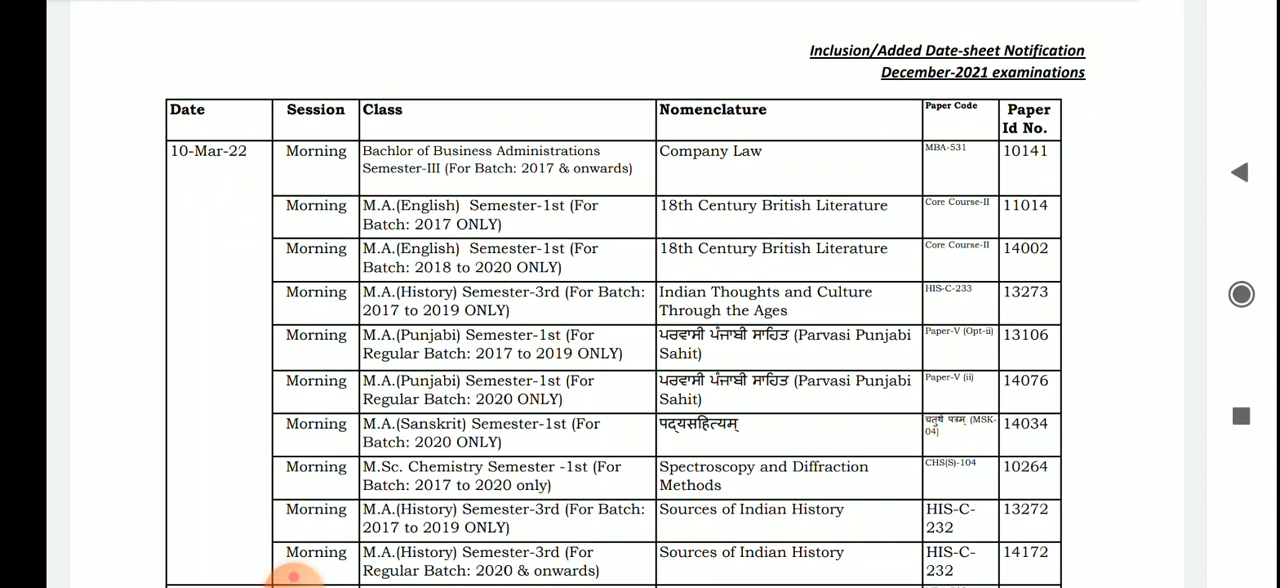 Inclusion/Added Date-sheet Notification
December-2021 examinations
Date Session Class Nomenclature Paper Code Paper
Id No.
10-Mar-22 Morning Bachlor of Business Administrations Company Law MBA-531 10141
Semester-III (For Batch: 2017 & onwards)
Morning M.A.(English) Semester-1st (For 18th Century British Literature Core Course-II 11014
Batch: 2017 ONLY)
Morning M.A.(English) Semester-1st (For 18th Century British Literature Core Course-II 14002
Batch: 2018 to 2020 ONLY)
Morning M.A.(History) Semester-3rd (For Batch: Indian Thoughts and Culture HIS-C-233 13273
2017 to 2019 ONLY) Through the Ages
Morning M.A.(Punjabi) Semester-1st (For ਪਰਵਾਸੀ ਪੰਜਾਬੀ ਸਾਹਿਤ (Parvasi Punjabi Paper-V (Opt-ii) 13106
Regular Batch: 2017 to 2019 ONLY) Sahit)
Morning M.A.(Punjabi) Semester-1st (For ਪਰਵਾਸੀ ਪੰਜਾਬੀ ਸਾਹਿਤ (Parvasi Punjabi Paper-V (ii) 14076
Regular Batch: 2020 ONLY) Sahit)
Morning M.A.(Sanskrit) Semester-1st (For पद्यसहित्यम् चतुर्थ पत्रम् (MSK- 14034
Batch: 2020 ONLY) 04)
Morning M.Sc. Chemistry Semester -1st (For Spectroscopy and Diffraction CHS(S)-104 10264
Batch: 2017 to 2020 only) Methods
Morning M.A.(History) Semester-3rd (For Batch: Sources of Indian History HIS-C- 13272
2017 to 2019 ONLY) 232
Morning M.A.(History) Semester-3rd (For Sources of Indian History HIS-C- 14172
Regular Batch: 2020 & onwards) 232